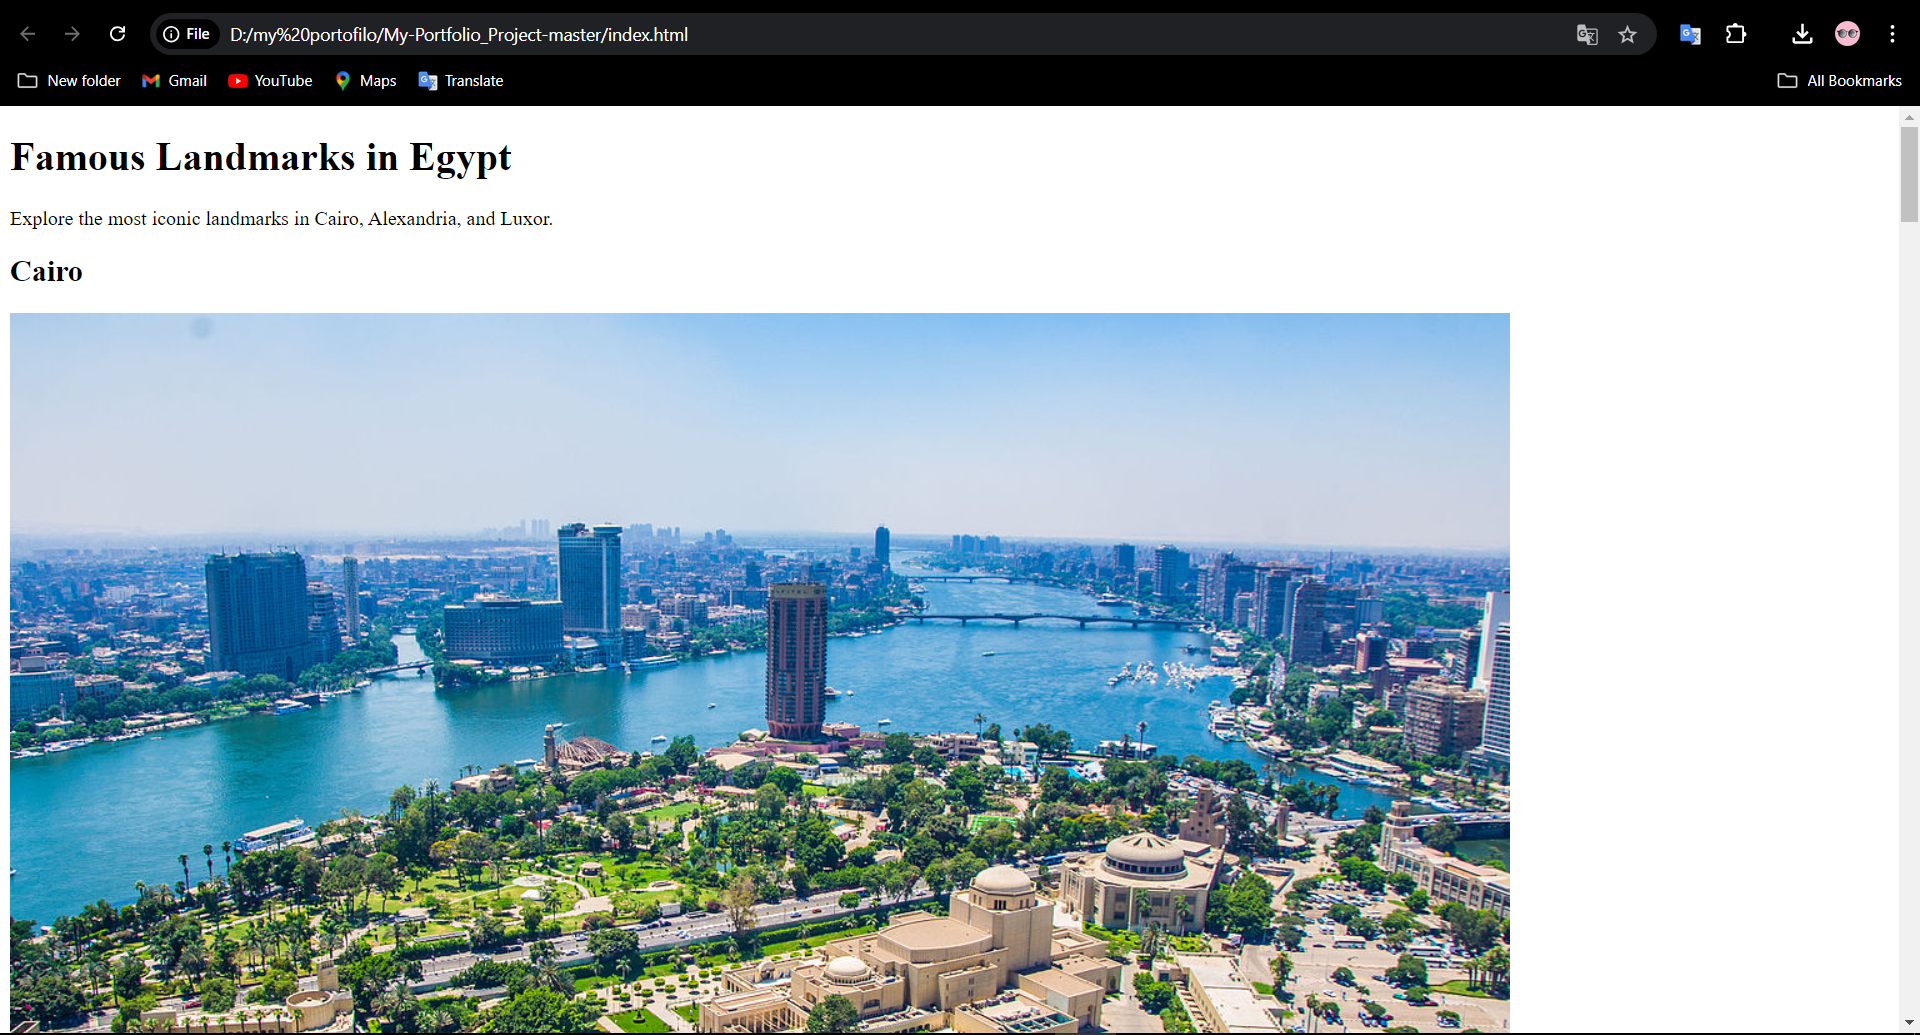 File
D:/my%20portofilo/My-Portfolio_Project-master/index.html
New folder
Gmail
YouTube
Maps
Translate
All Bookmarks
Famous Landmarks in Egypt
Explore the most iconic landmarks in Cairo, Alexandria, and Luxor.
Cairo